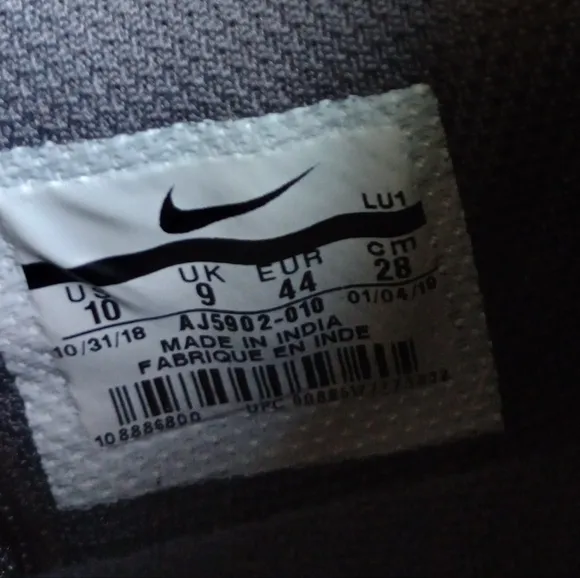 LU1
US UK EUR cm
10 9 44 28
10/31/18 AJ5902-010 01/04/19
MADE IN INDIA
FABRIQUE EN INDE
108886800 UPC